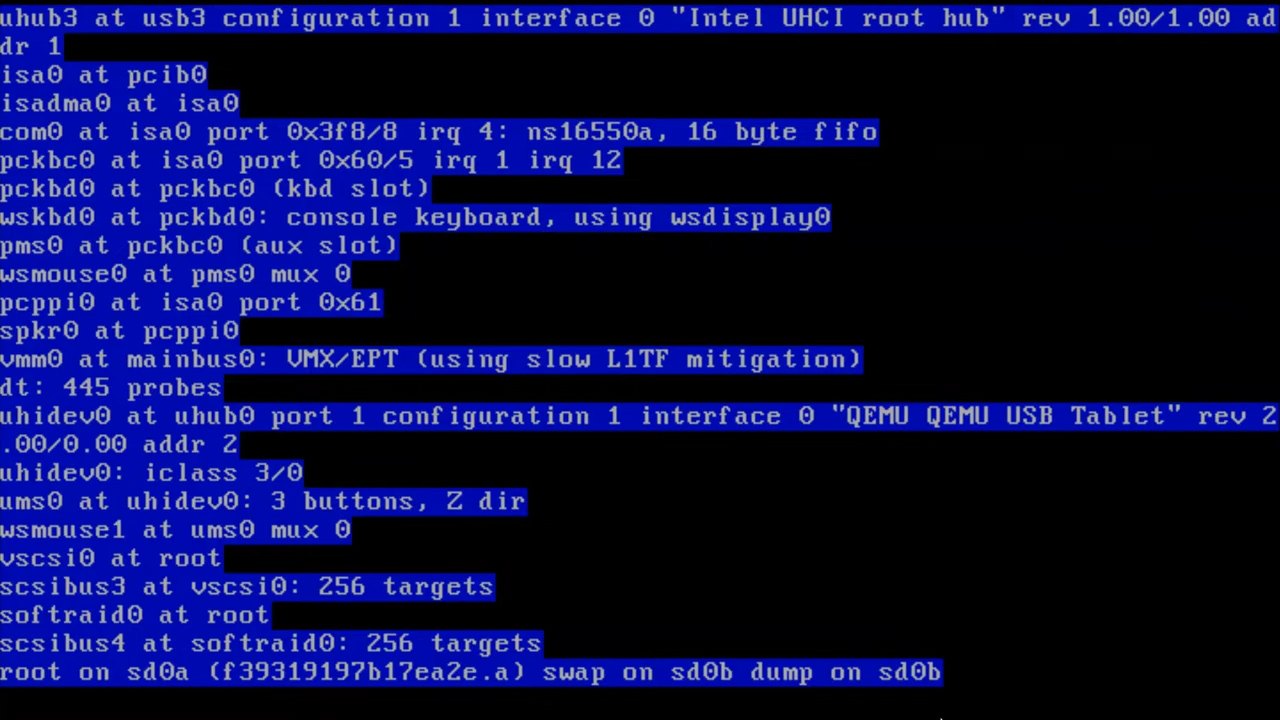 uhub3 at usb3 configuration 1 interface 0 "Intel UHCI root hub" rev 1.00/1.00 ad
dr 1
isa0 at pcib0
isadma0 at isa0
com0 at isa0 port 0x3f8/8 irq 4: ns16550a, 16 byte fifo
pckbc0 at isa0 port 0x60/5 irq 1 irq 12
pckbd0 at pckbc0 (kbd slot)
wskbd0 at pckbd0: console keyboard, using wsdisplay0
pms0 at pckbc0 (aux slot)
wsmouse0 at pms0 mux 0
pcppi0 at isa0 port 0x61
spkr0 at pcppi0
vmm0 at mainbus0: VMX/EPT (using slow L1TF mitigation)
dt: 445 probes
uhidev0 at uhub0 port 1 configuration 1 interface 0 "QEMU QEMU USB Tablet" rev 2
.00/0.00 addr 2
uhidev0: iclass 3/0
ums0 at uhidev0: 3 buttons, Z dir
wsmouse1 at ums0 mux 0
vscsi0 at root
scsibus3 at vscsi0: 256 targets
softraid0 at root
scsibus4 at softraid0: 256 targets
root on sd0a (f39319197b17ea2e.a) swap on sd0b dump on sd0b